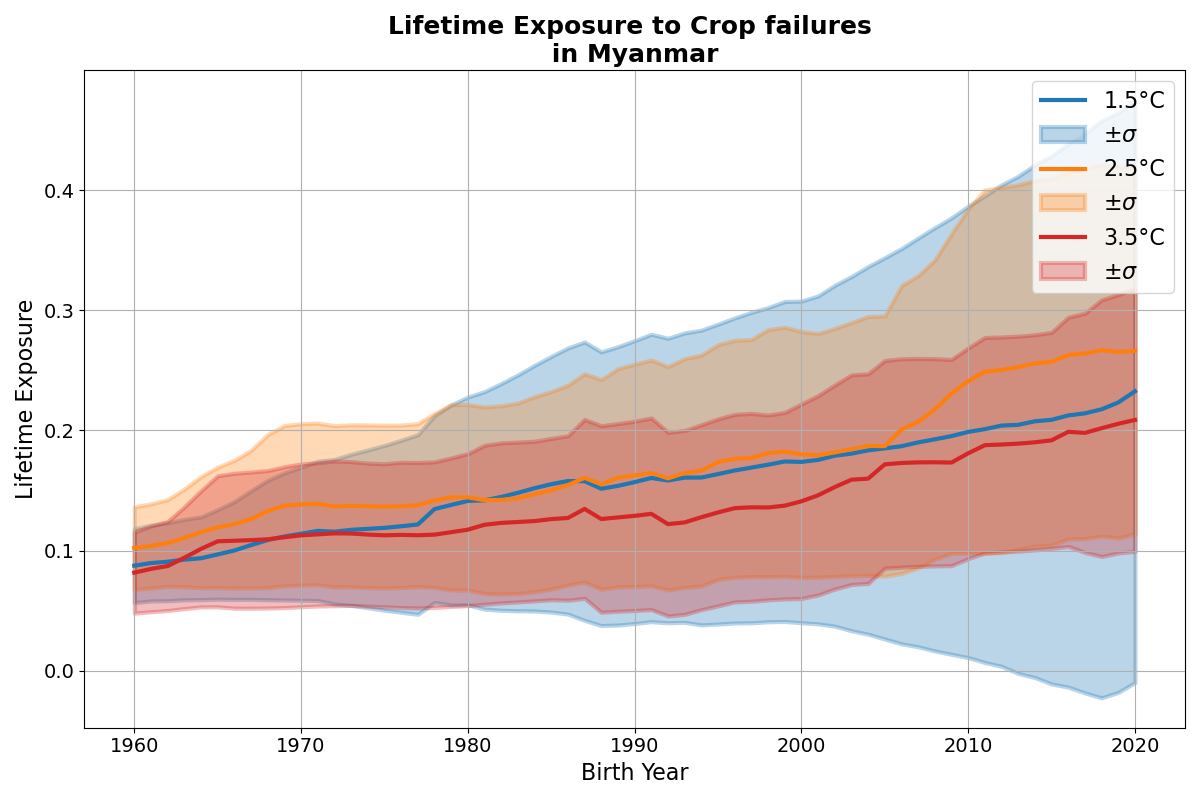 Lifetime Exposure to Crop failures
in Myanmar
1.5°C
±σ
2.5°C
±σ
3.5°C
±σ
Lifetime Exposure
0.4
0.3
0.2
0.1
0.0
1960 1970 1980 1990 2000 2010 2020
Birth Year